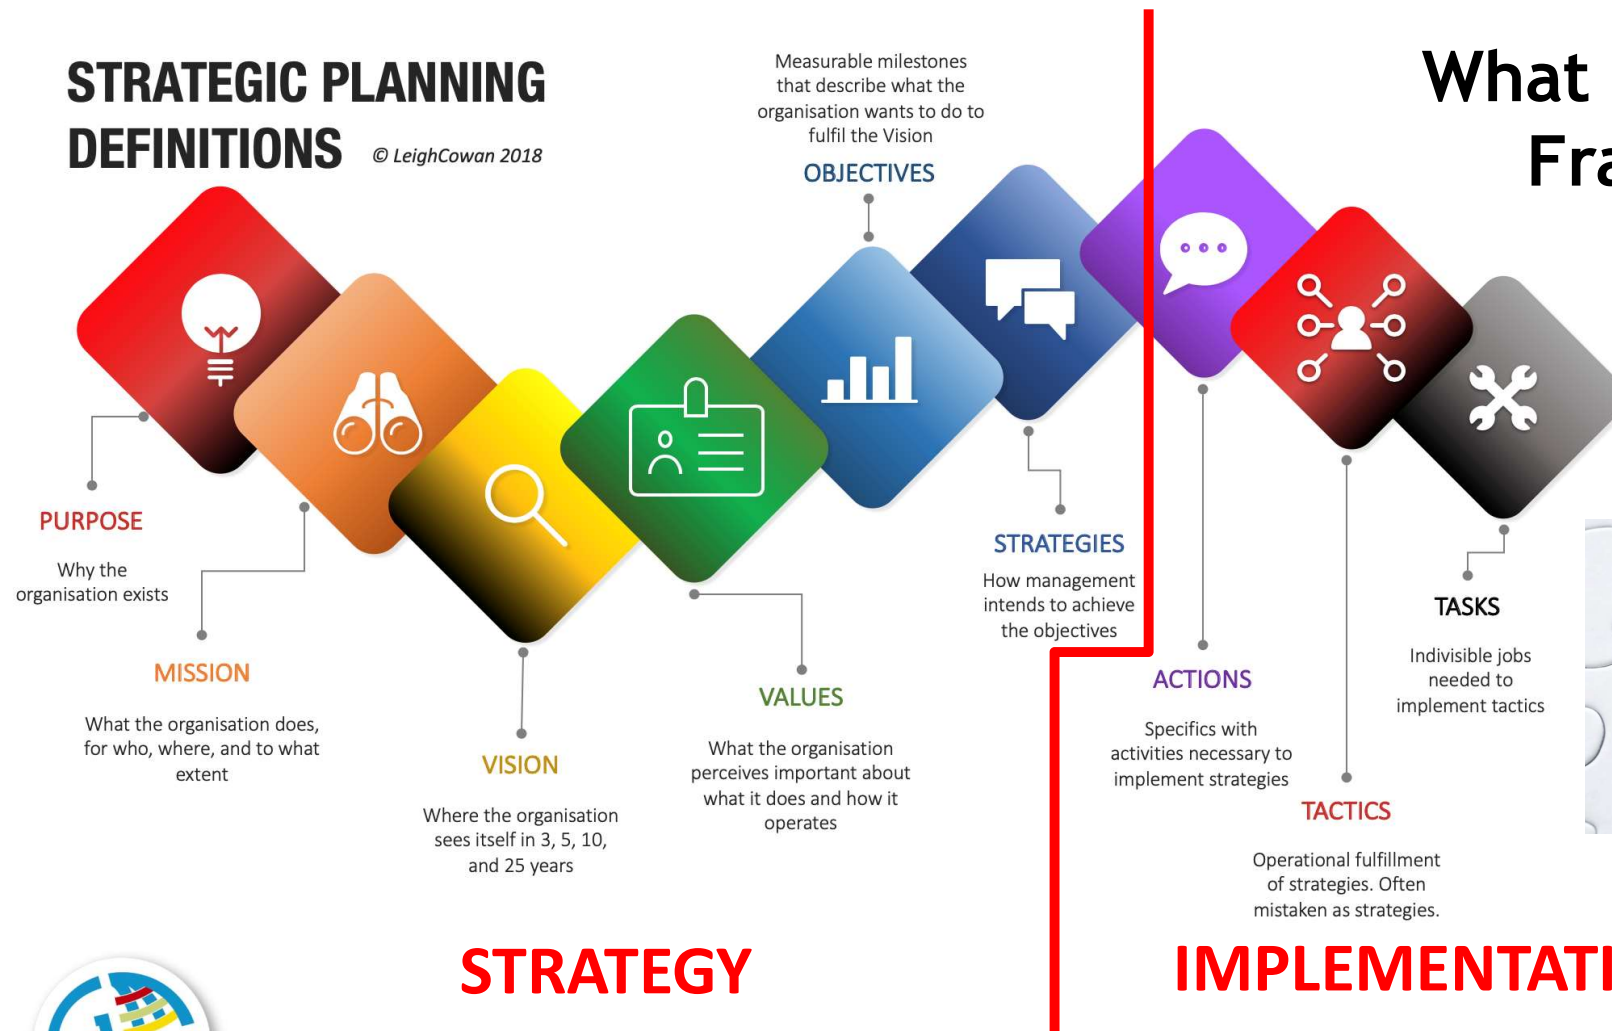 STRATEGIC PLANNING
DEFINITIONS © LeighCowan 2018
What
Fra
Measurable milestones
that describe what the
organisation wants to do to
fulfil the Vision
OBJECTIVES
PURPOSE
Why the
organisation exists
MISSION
What the organisation does,
for who, where, and to what
extent
VISION
Where the organisation
sees itself in 3, 5, 10,
and 25 years
VALUES
What the organisation
perceives important about
what it does and how it
operates
STRATEGIES
How management
intends to achieve
the objectives
ACTIONS
Specifics with
activities necessary to
implement strategies
TACTICS
Operational fulfillment
of strategies. Often
mistaken as strategies.
TASKS
Indivisible jobs
needed to
implement tactics
STRATEGY
IMPLEMENTATI